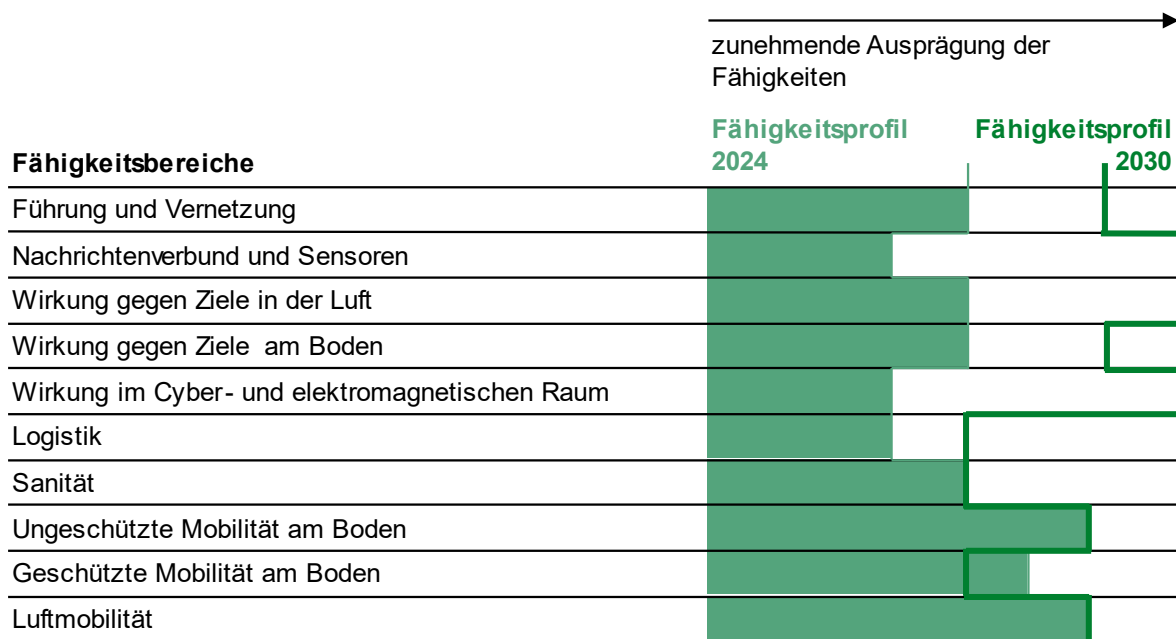 zunehmende Ausprägung der
Fähigkeiten
Fähigkeitsprofil
2024
Fähigkeitsprofil
2030
Fähigkeitsbereiche
Führung und Vernetzung
Nachrichtenverbund und Sensoren
Wirkung gegen Ziele in der Luft
Wirkung gegen Ziele am Boden
Wirkung im Cyber- und elektromagnetischen Raum
Logistik
Sanität
Ungeschützte Mobilität am Boden
Geschützte Mobilität am Boden
Luftmobilität